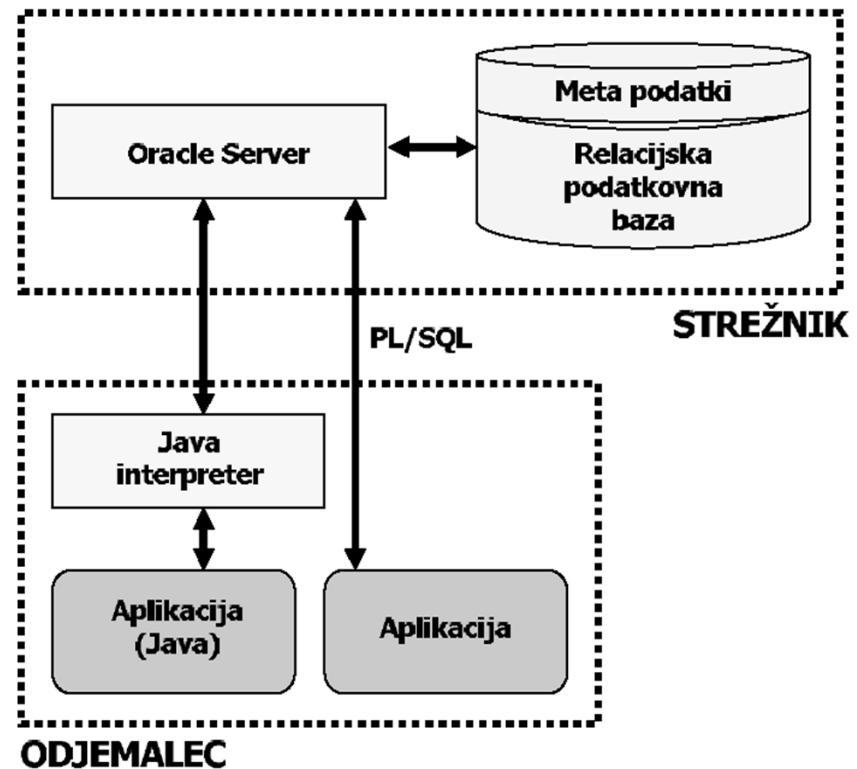 Meta podatki
Oracle Server
Relacijska
podatkovna
baza
STREŽNIK
PL/SQL
Java
interpreter
Aplikacija
(Java)
Aplikacija
ODJEMALEC